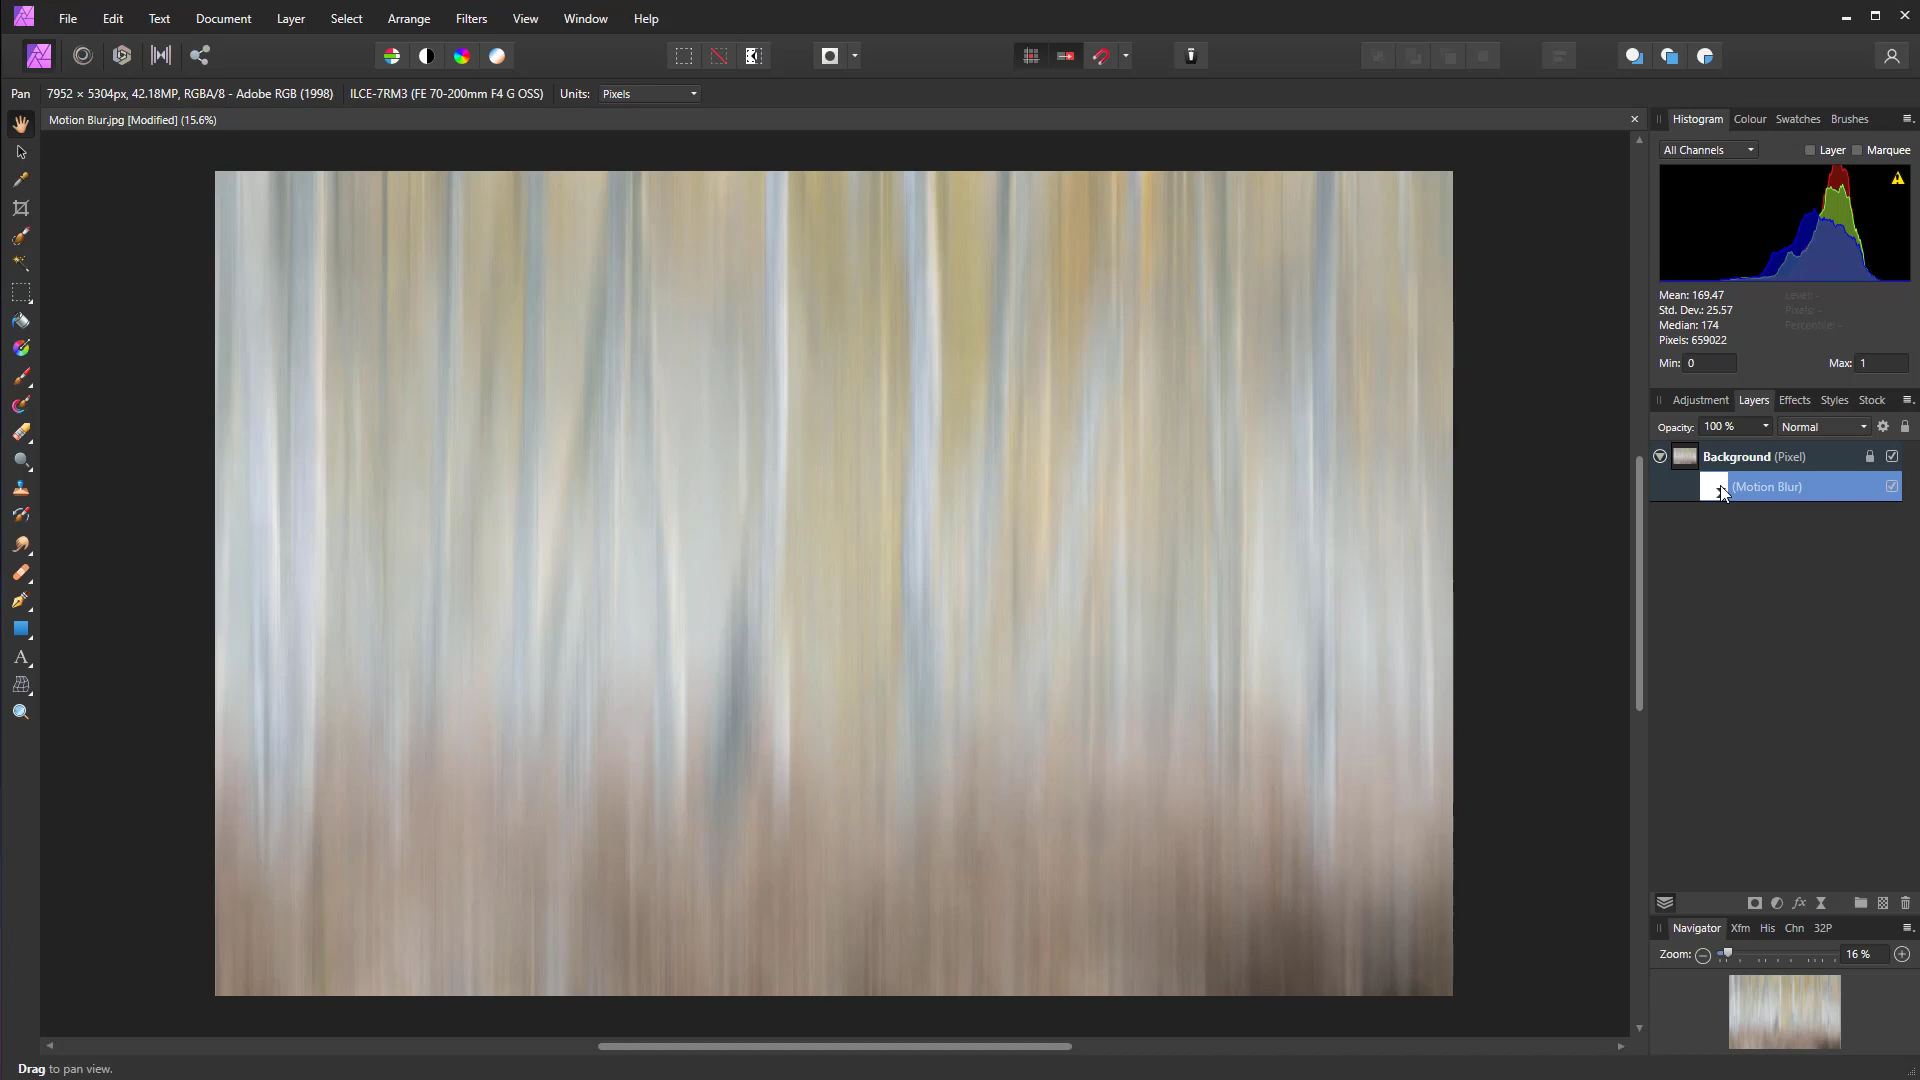 File Edit Text Document Layer Select Arrange Filters View Window Help
Pan 7952 × 5304px, 42.18MP, RGBA/8 - Adobe RGB (1998) ILCE-7RM3 (FE 70-200mm F4 G OSS) Units: Pixels
Motion Blur.jpg [Modified] (15.6%)
Histogram Colour Swatches Brushes
All Channels Layer Marquee
Mean: 169.47 Level: -
Std. Dev.: 25.57 Pixels: -
Median: 174 Percentile: -
Pixels: 659022
Min: 0 Max: 1
Adjustment Layers Effects Styles Stock
Opacity: 100 % Normal
Background (Pixel)
(Motion Blur)
fx
Navigator Xfm His Chn 32P
Zoom: 16 %
Drag to pan view.